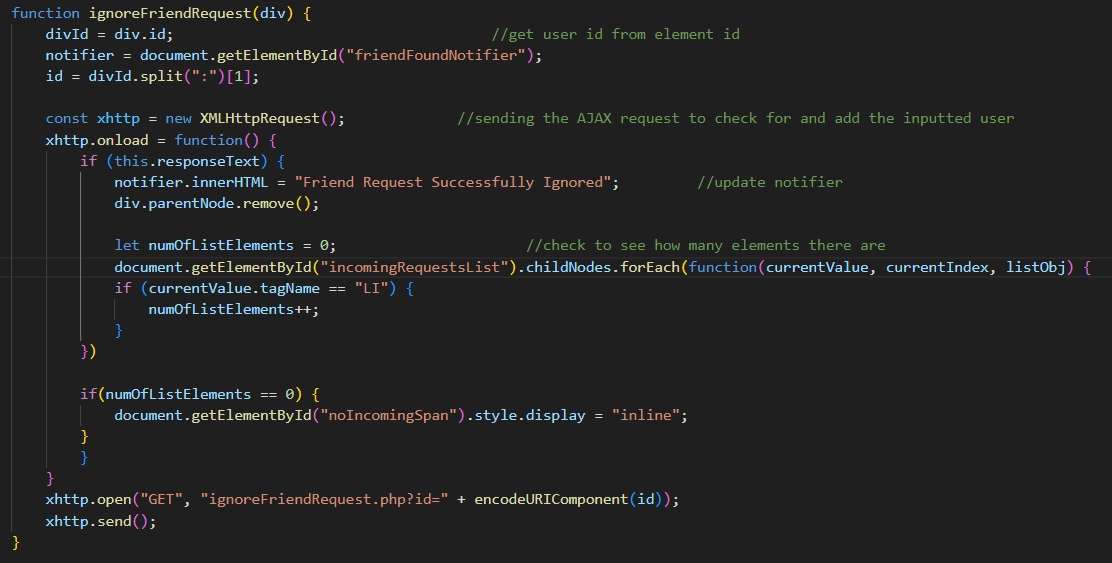 function ignoreFriendRequest(div) {
    divId = div.id;                                     //get user id from element id
    notifier = document.getElementById("friendFoundNotifier");
    id = divId.split(":")[1];

    const xhttp = new XMLHttpRequest();             //sending the AJAX request to check for and add the inputted user
    xhttp.onload = function() {
        if (this.responseText) {
            notifier.innerHTML = "Friend Request Successfully Ignored";         //update notifier
            div.parentNode.remove();

            let numOfListElements = 0;                      //check to see how many elements there are
            document.getElementById("incomingRequestsList").childNodes.forEach(function(currentValue, currentIndex, listObj) {
            if (currentValue.tagName == "LI") {
                numOfListElements++;
            }
        })

        if(numOfListElements == 0) {
            document.getElementById("noIncomingSpan").style.display = "inline";
        }
        }
    }
    xhttp.open("GET", "ignoreFriendRequest.php?id=" + encodeURIComponent(id));
    xhttp.send();
}